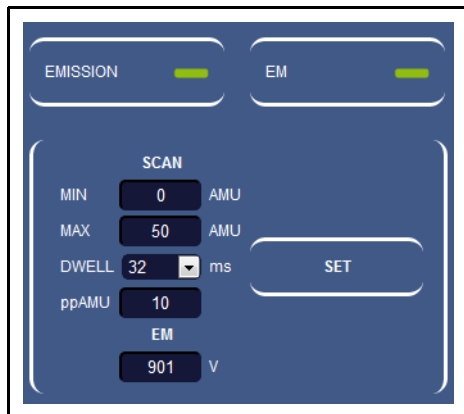 EMISSION EM
SCAN
MIN 0 AMU
MAX 50 AMU
DWELL 32 ms SET
ppAMU 10
EM
901 V